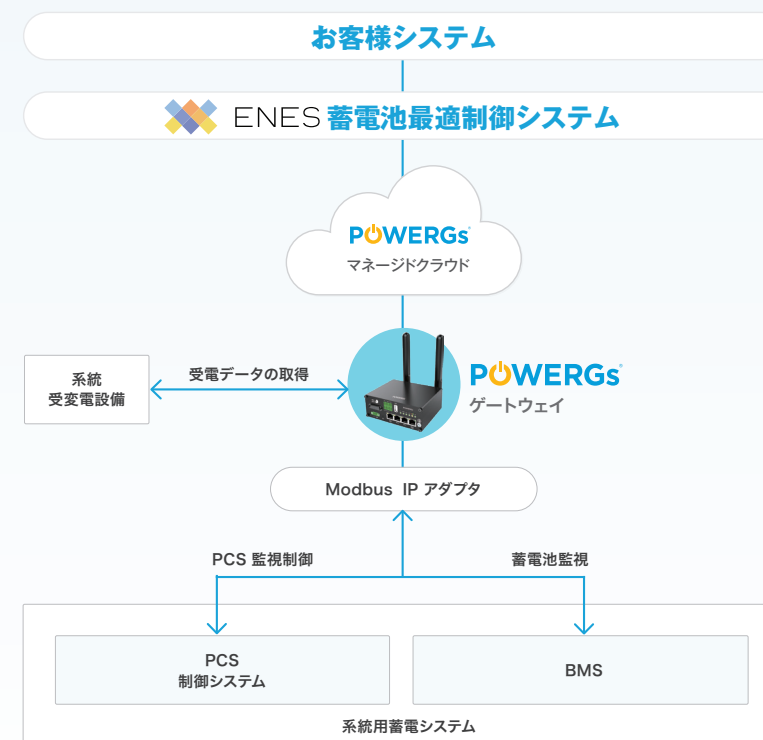 お客様システム
ENES 蓄電池最適制御システム
POWERGs
マネージドクラウド
系統
受変電設備
受電データの取得
POWERGs
ゲートウェイ
Modbus IP アダプタ
PCS 監視制御
蓄電池監視
PCS
制御システム
BMS
系統用蓄電システム